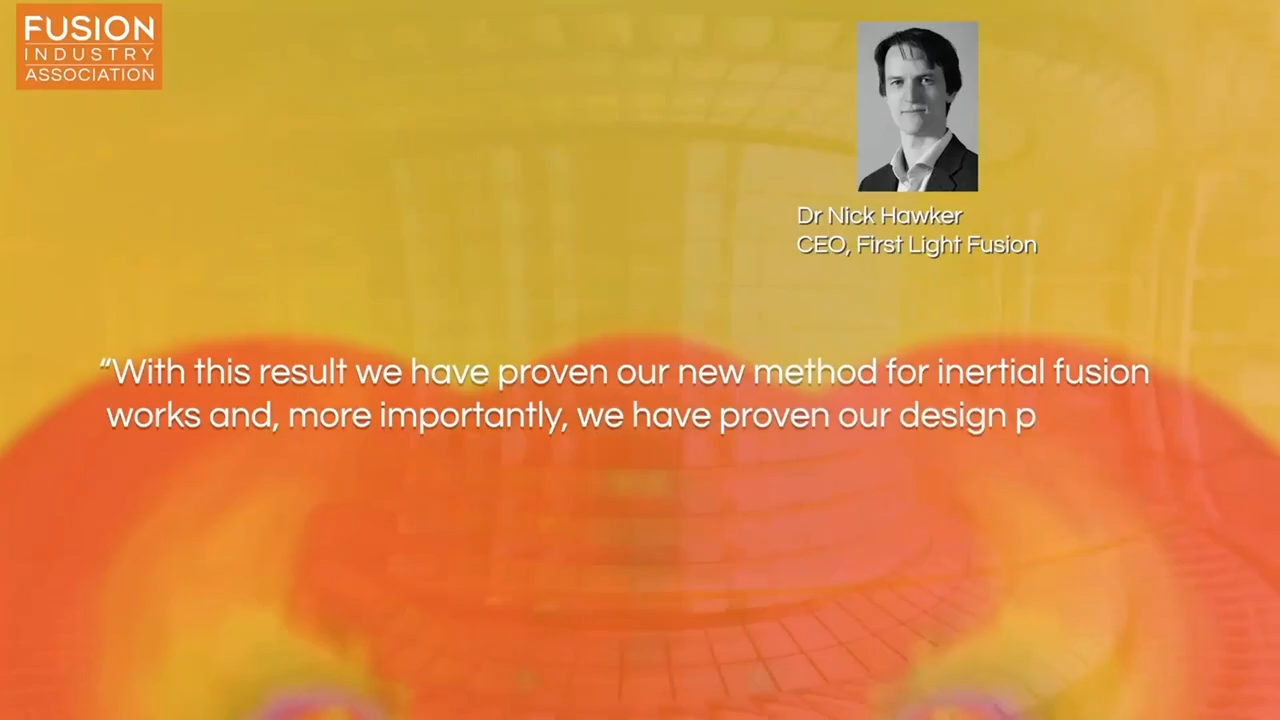 FUSION
INDUSTRY
ASSOCIATION
Dr Nick Hawker
CEO, First Light Fusion
“With this result we have proven our new method for inertial fusion
works and, more importantly, we have proven our design p